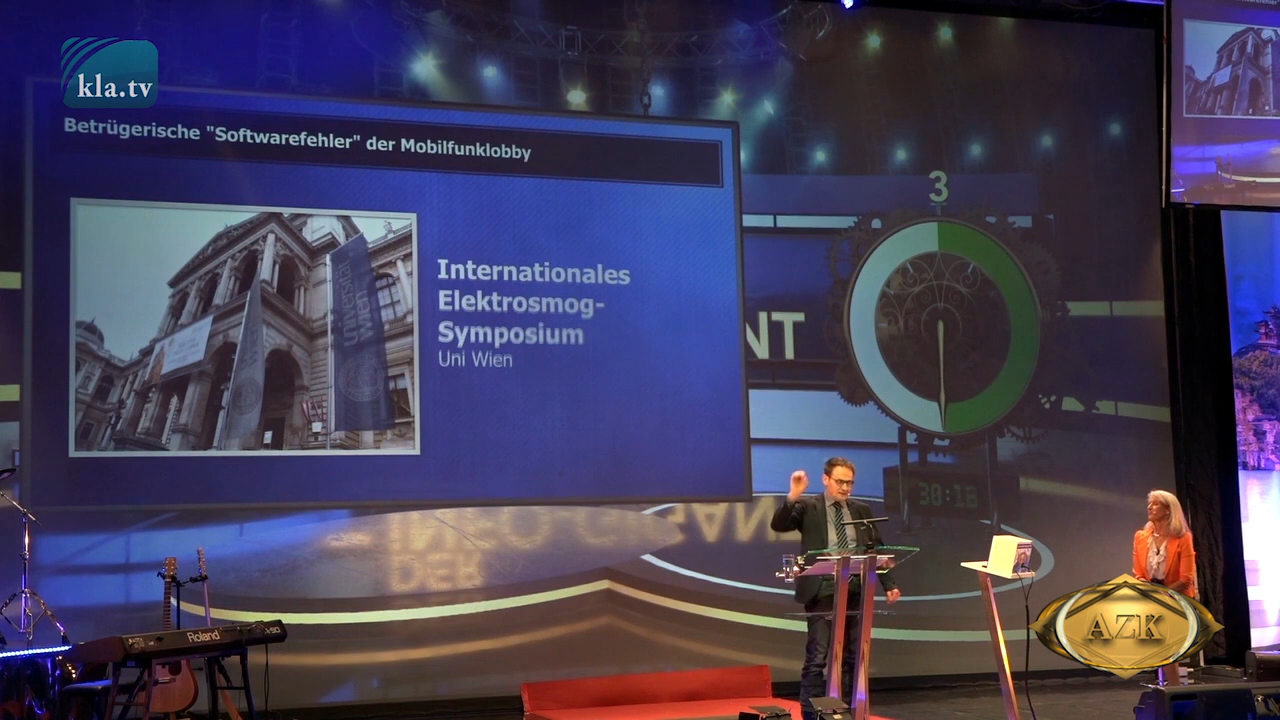 kla.tv
Betrügerische "Softwarefehler" der Mobilfunklobby
Internationales
Elektrosmog-
Symposium
Uni Wien
3
NT
30:18
Roland
AZK